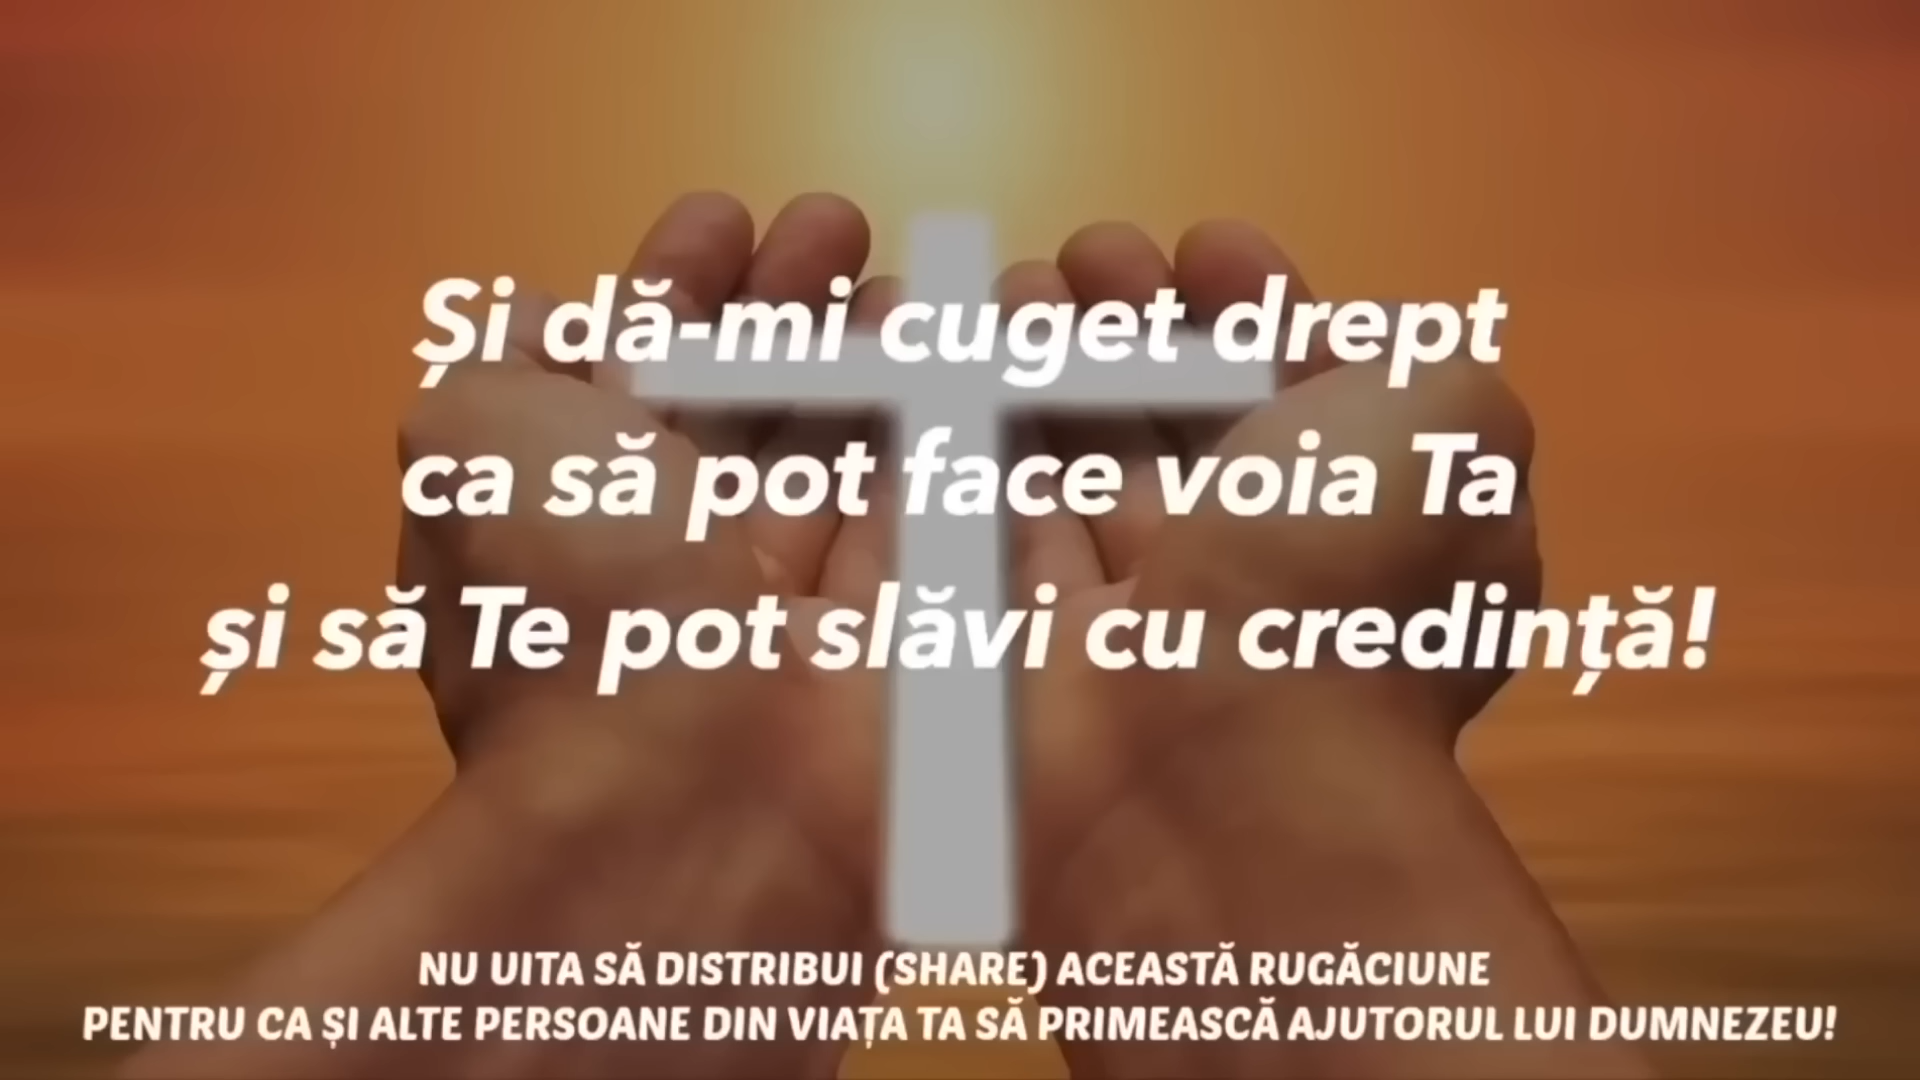 Și dă-mi cuget drept
ca să pot face voia Ta
și să Te pot slăvi cu credință!
NU UITA SĂ DISTRIBUI (SHARE) ACEASTĂ RUGĂCIUNE
PENTRU CA ȘI ALTE PERSOANE DIN VIAȚA TA SĂ PRIMEASCĂ AJUTORUL LUI DUMNEZEU!